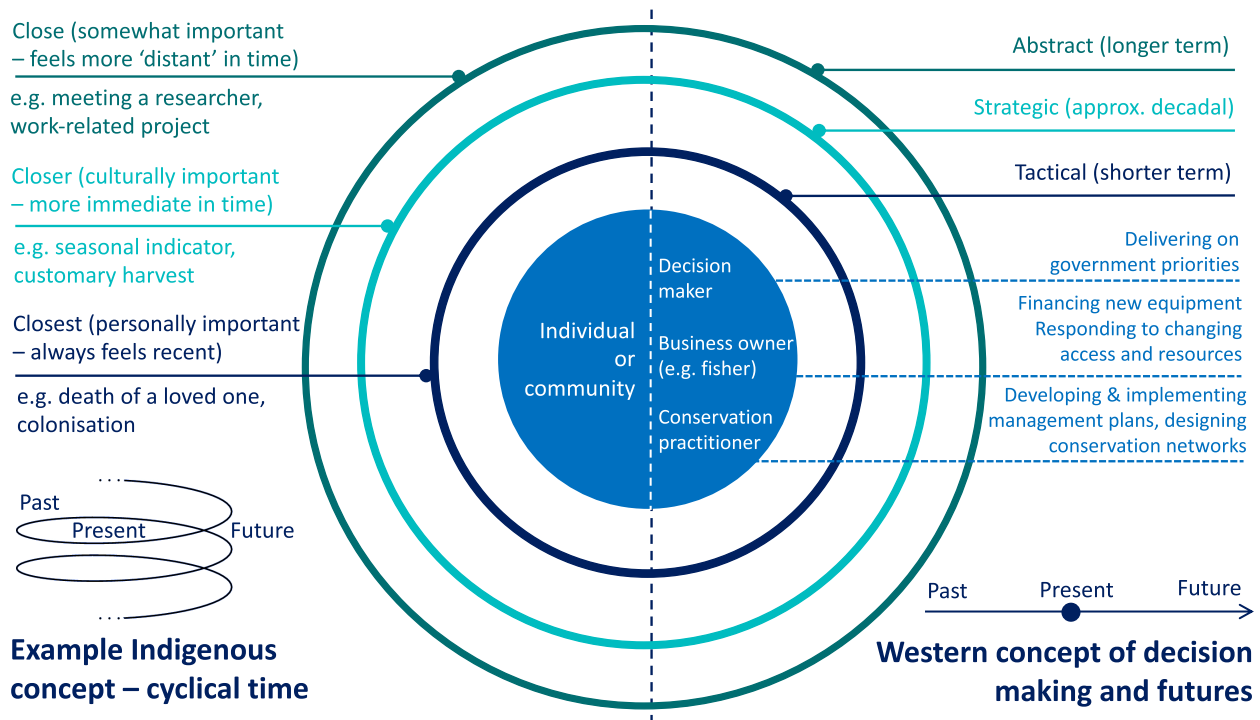 Close (somewhat important
– feels more ‘distant’ in time)
e.g. meeting a researcher,
work-related project
Closer (culturally important
– more immediate in time)
e.g. seasonal indicator,
customary harvest
Closest (personally important
– always feels recent)
e.g. death of a loved one,
colonisation
...
Past
Present
Future
...
Example Indigenous
concept – cyclical time
Individual
or
community
Decision
maker
Business owner
(e.g. fisher)
Conservation
practitioner
Abstract (longer term)
Strategic (approx. decadal)
Tactical (shorter term)
Delivering on
government priorities
Financing new equipment
Responding to changing
access and resources
Developing & implementing
management plans, designing
conservation networks
Past
Present
Future
Western concept of decision
making and futures